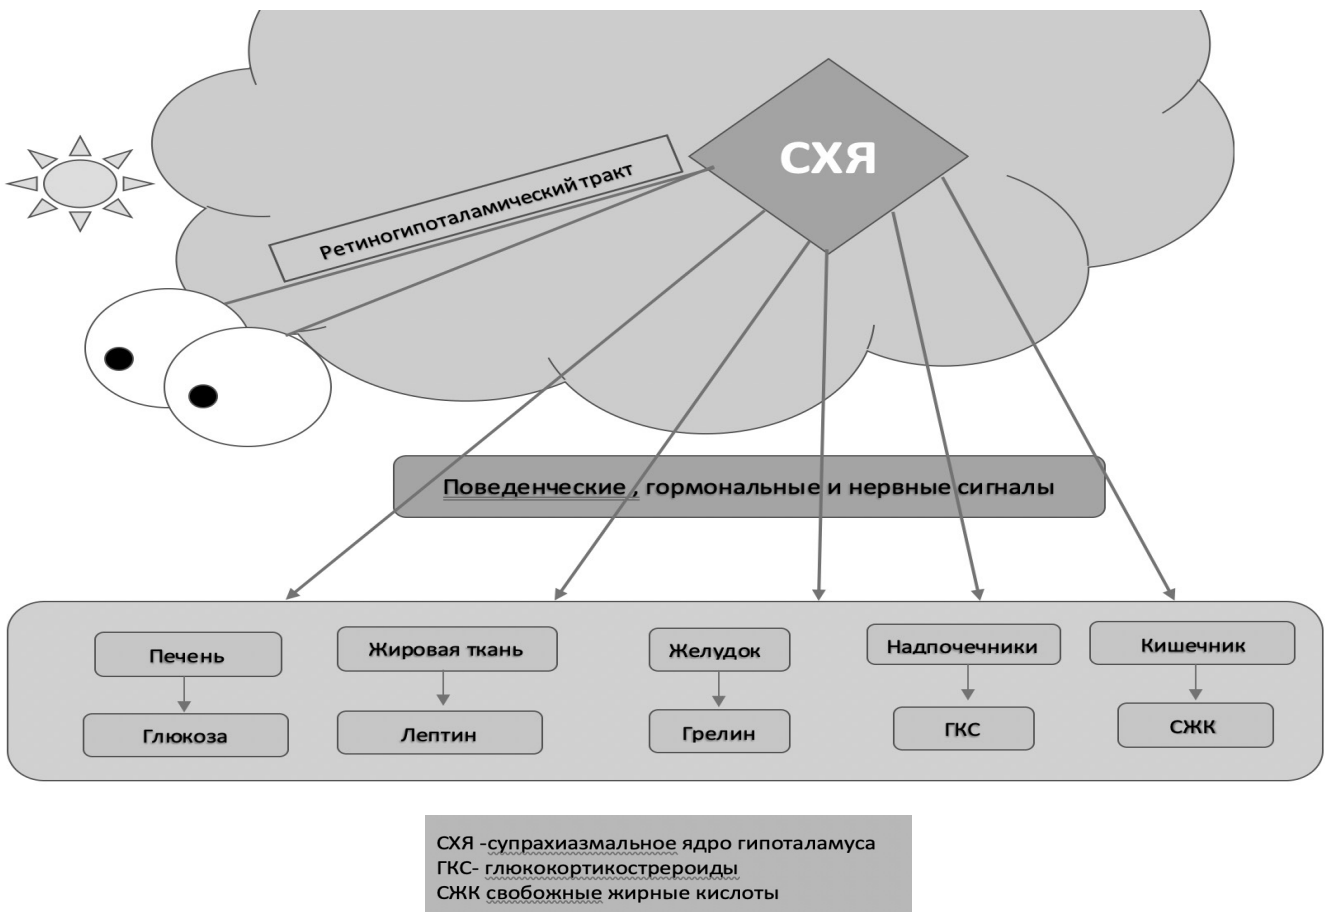 СХЯ
Ретиногипоталамический тракт
Поведенческие , гормональные и нервные сигналы
Печень
Жировая ткань
Желудок
Надпочечники
Кишечник
Глюкоза
Лептин
Грелин
ГКС
СЖК
СХЯ -супрахиазмальное ядро гипоталамуса
ГКС- глюкокортикострероиды
СЖК свобожные жирные кислоты